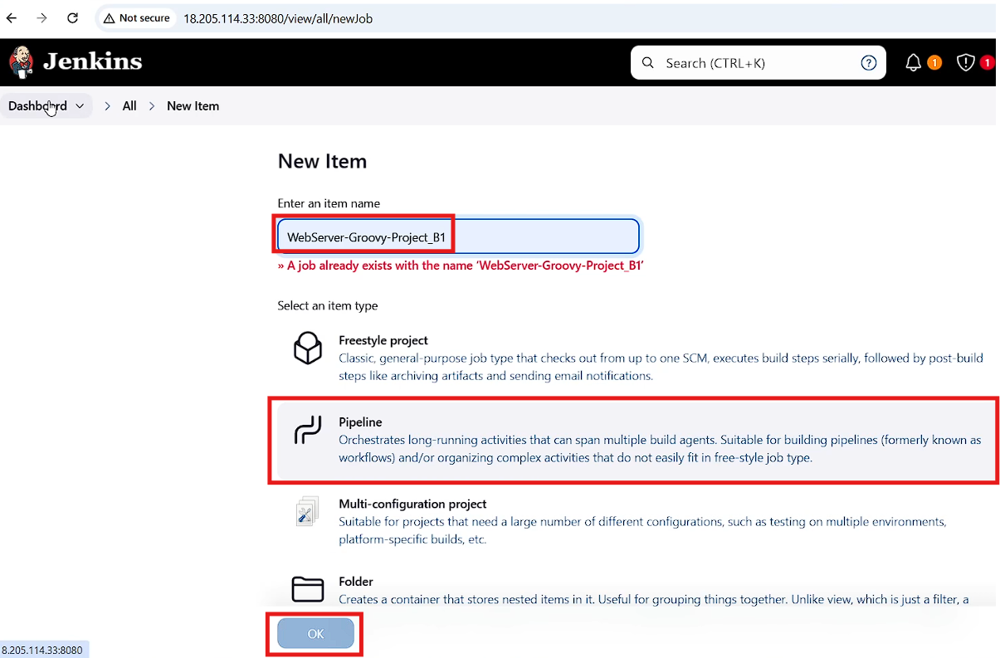 Not secure 18.205.114.33:8080/view/all/newJob
Jenkins
Search (CTRL+K)
?
1
1
Dashboard
All
New Item
New Item
Enter an item name
WebServer-Groovy-Project_B1
» A job already exists with the name ‘WebServer-Groovy-Project_B1’
Select an item type
Freestyle project
Classic, general-purpose job type that checks out from up to one SCM, executes build steps serially, followed by post-build
steps like archiving artifacts and sending email notifications.
Pipeline
Orchestrates long-running activities that can span multiple build agents. Suitable for building pipelines (formerly known as
workflows) and/or organizing complex activities that do not easily fit in free-style job type.
Multi-configuration project
Suitable for projects that need a large number of different configurations, such as testing on multiple environments,
platform-specific builds, etc.
Folder
Creates a container that stores nested items in it. Useful for grouping things together. Unlike view, which is just a filter, a
OK
8.205.114.33:8080